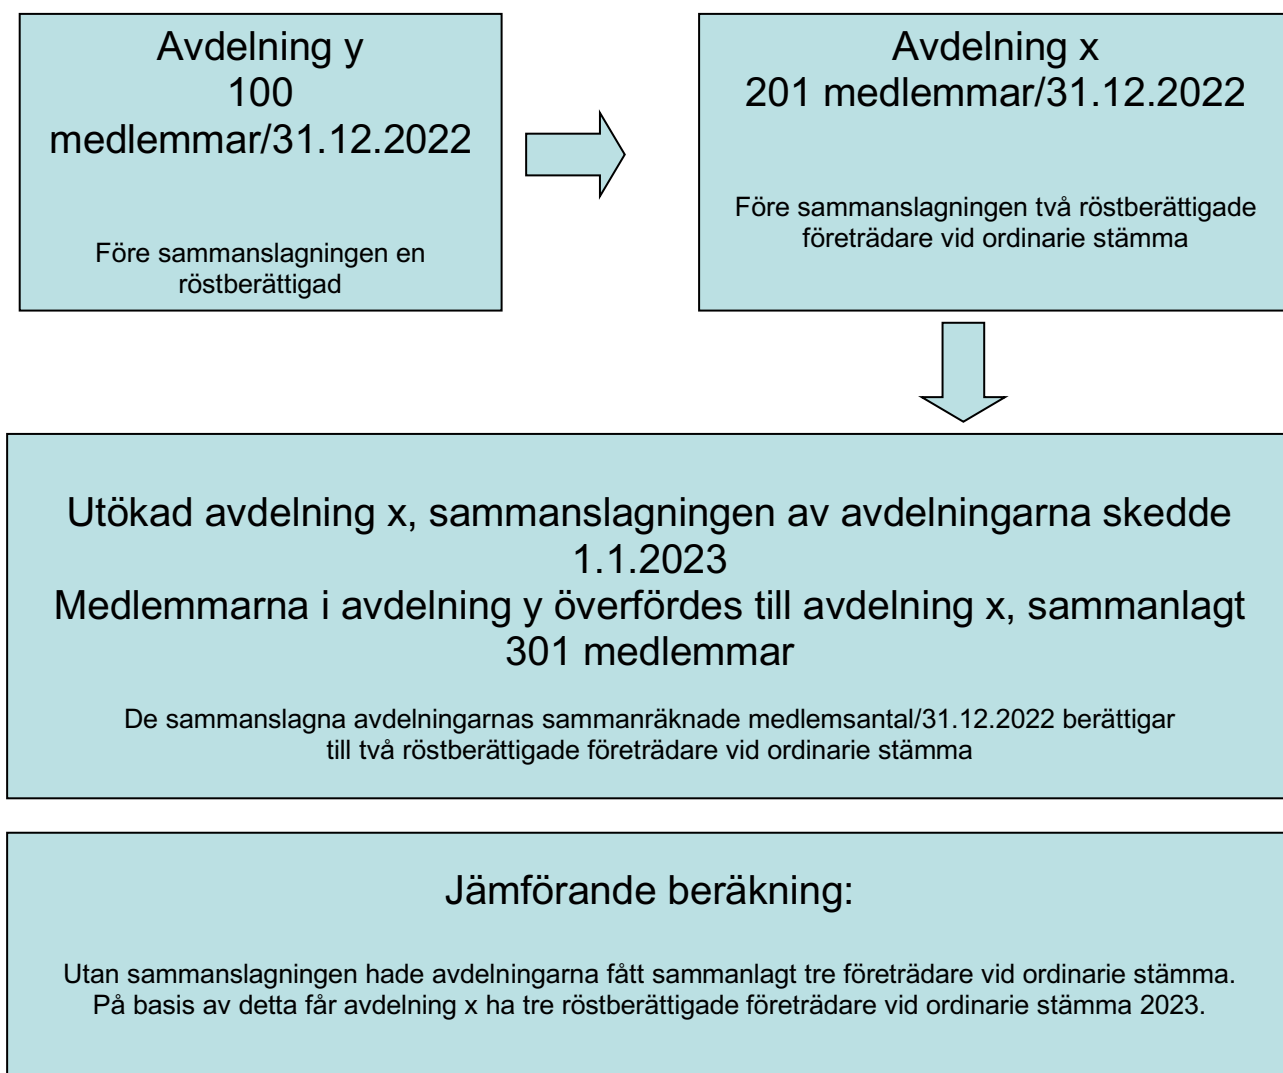 Avdelning y
100
medlemmar/31.12.2022
Före sammanslagningen en
röstberättigad
Avdelning x
201 medlemmar/31.12.2022
Före sammanslagningen två röstberättigade
företrädare vid ordinarie stämma
Utökad avdelning x, sammanslagningen av avdelningarna skedde
1.1.2023
Medlemmarna i avdelning y överfördes till avdelning x, sammanlagt
301 medlemmar
De sammanslagna avdelningarnas sammanräknade medlemsantal/31.12.2022 berättigar
till två röstberättigade företrädare vid ordinarie stämma
Jämförande beräkning:
Utan sammanslagningen hade avdelningarna fått sammanlagt tre företrädare vid ordinarie stämma.
På basis av detta får avdelning x ha tre röstberättigade företrädare vid ordinarie stämma 2023.